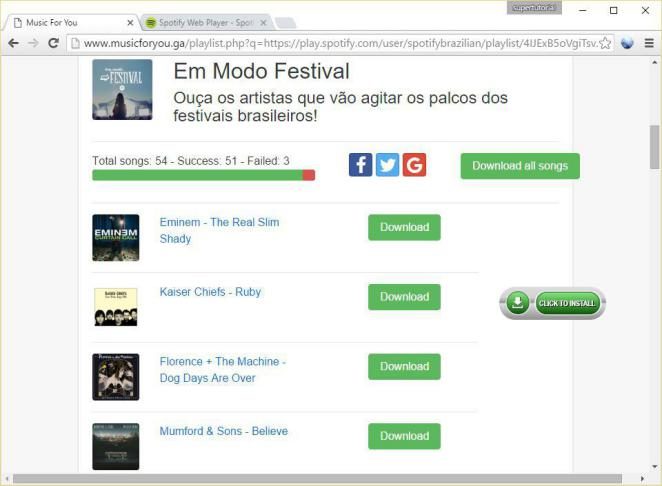 supertutorial
Music For You
Spotify Web Player - Spoti
www.musicforyou.ga/playlist.php?q=https://play.spotify.com/user/spotifybrazilian/playlist/4IJExB5oVgiTsv.
FESTIVAL
Em Modo Festival
Ouça os artistas que vão agitar os palcos dos
festivais brasileiros!
Total songs: 54 - Success: 51 - Failed: 3
Download all songs
EMINEM
CURTAIN CALL
Eminem - The Real Slim
Shady
Download
KAISER CHIEFS
Kaiser Chiefs - Ruby
Download
CLICK TO INSTALL
Florence + The Machine -
Dog Days Are Over
Download
Mumford & Sons - Believe
Download